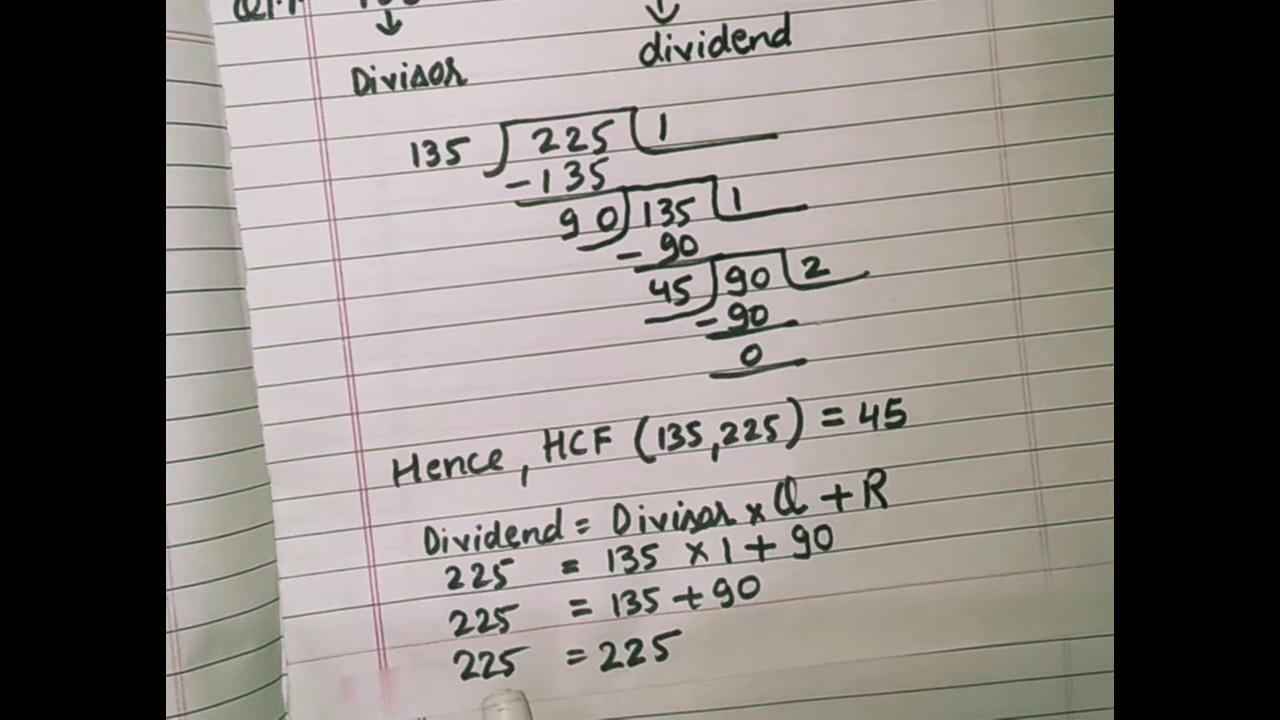 ↓ ↓
Divisor dividend
135 ) 225 ( 1
-135
90 ) 135 ( 1
- 90
45 ) 90 ( 2
- 90
0
Hence, HCF (135,225) = 45
Dividend = Divisor × Q + R
225 = 135 × 1 + 90
225 = 135 + 90
225 = 225